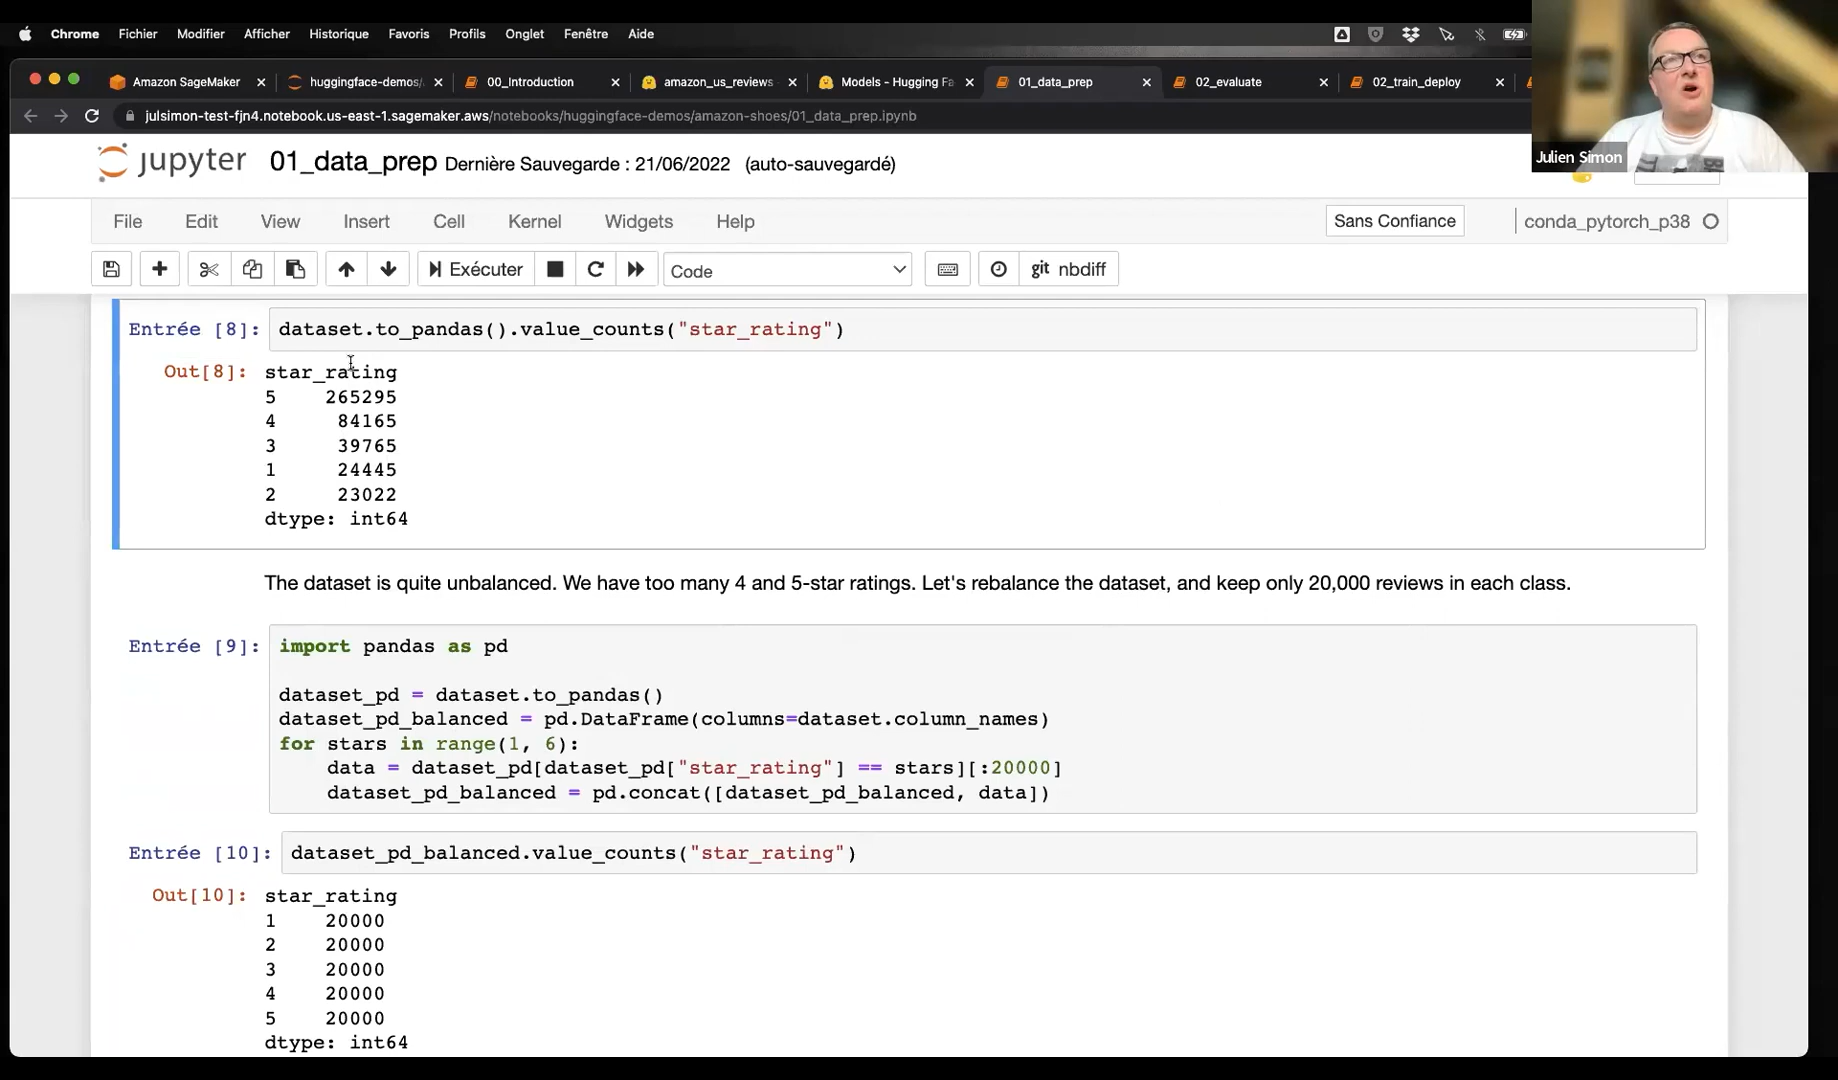 Chrome Fichier Modifier Afficher Historique Favoris Profils Onglet Fenêtre Aide
Amazon SageMaker huggingface-demos/ 00_Introduction amazon_us_reviews Models - Hugging Fa 01_data_prep 02_evaluate 02_train_deploy
julsimon-test-fjn4.notebook.us-east-1.sagemaker.aws/notebooks/huggingface-demos/amazon-shoes/01_data_prep.ipynb
Julien Simon
jupyter 01_data_prep Dernière Sauvegarde : 21/06/2022 (auto-sauvegardé)
File Edit View Insert Cell Kernel Widgets Help Sans Confiance conda_pytorch_p38
Exécuter Code git nbdiff
Entrée [8]: dataset.to_pandas().value_counts("star_rating")
Out[8]: star_rating
5 265295
4 84165
3 39765
1 24445
2 23022
dtype: int64
The dataset is quite unbalanced. We have too many 4 and 5-star ratings. Let's rebalance the dataset, and keep only 20,000 reviews in each class.
Entrée [9]: import pandas as pd
dataset_pd = dataset.to_pandas()
dataset_pd_balanced = pd.DataFrame(columns=dataset.column_names)
for stars in range(1, 6):
data = dataset_pd[dataset_pd["star_rating"] == stars][:20000]
dataset_pd_balanced = pd.concat([dataset_pd_balanced, data])
Entrée [10]: dataset_pd_balanced.value_counts("star_rating")
Out[10]: star_rating
1 20000
2 20000
3 20000
4 20000
5 20000
dtype: int64